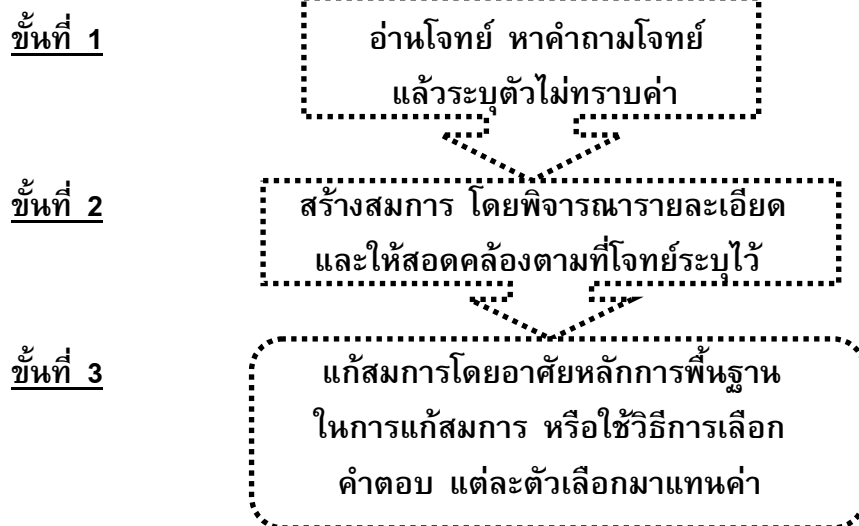 ขั้นที่ 1
อ่านโจทย์ หาคำถามโจทย์
แล้วระบุตัวไม่ทราบค่า
ขั้นที่ 2
สร้างสมการ โดยพิจารณารายละเอียด
และให้สอดคล้องตามที่โจทย์ระบุไว้
ขั้นที่ 3
แก้สมการโดยอาศัยหลักการพื้นฐาน
ในการแก้สมการ หรือใช้วิธีการเลือก
คำตอบ แต่ละตัวเลือกมาแทนค่า